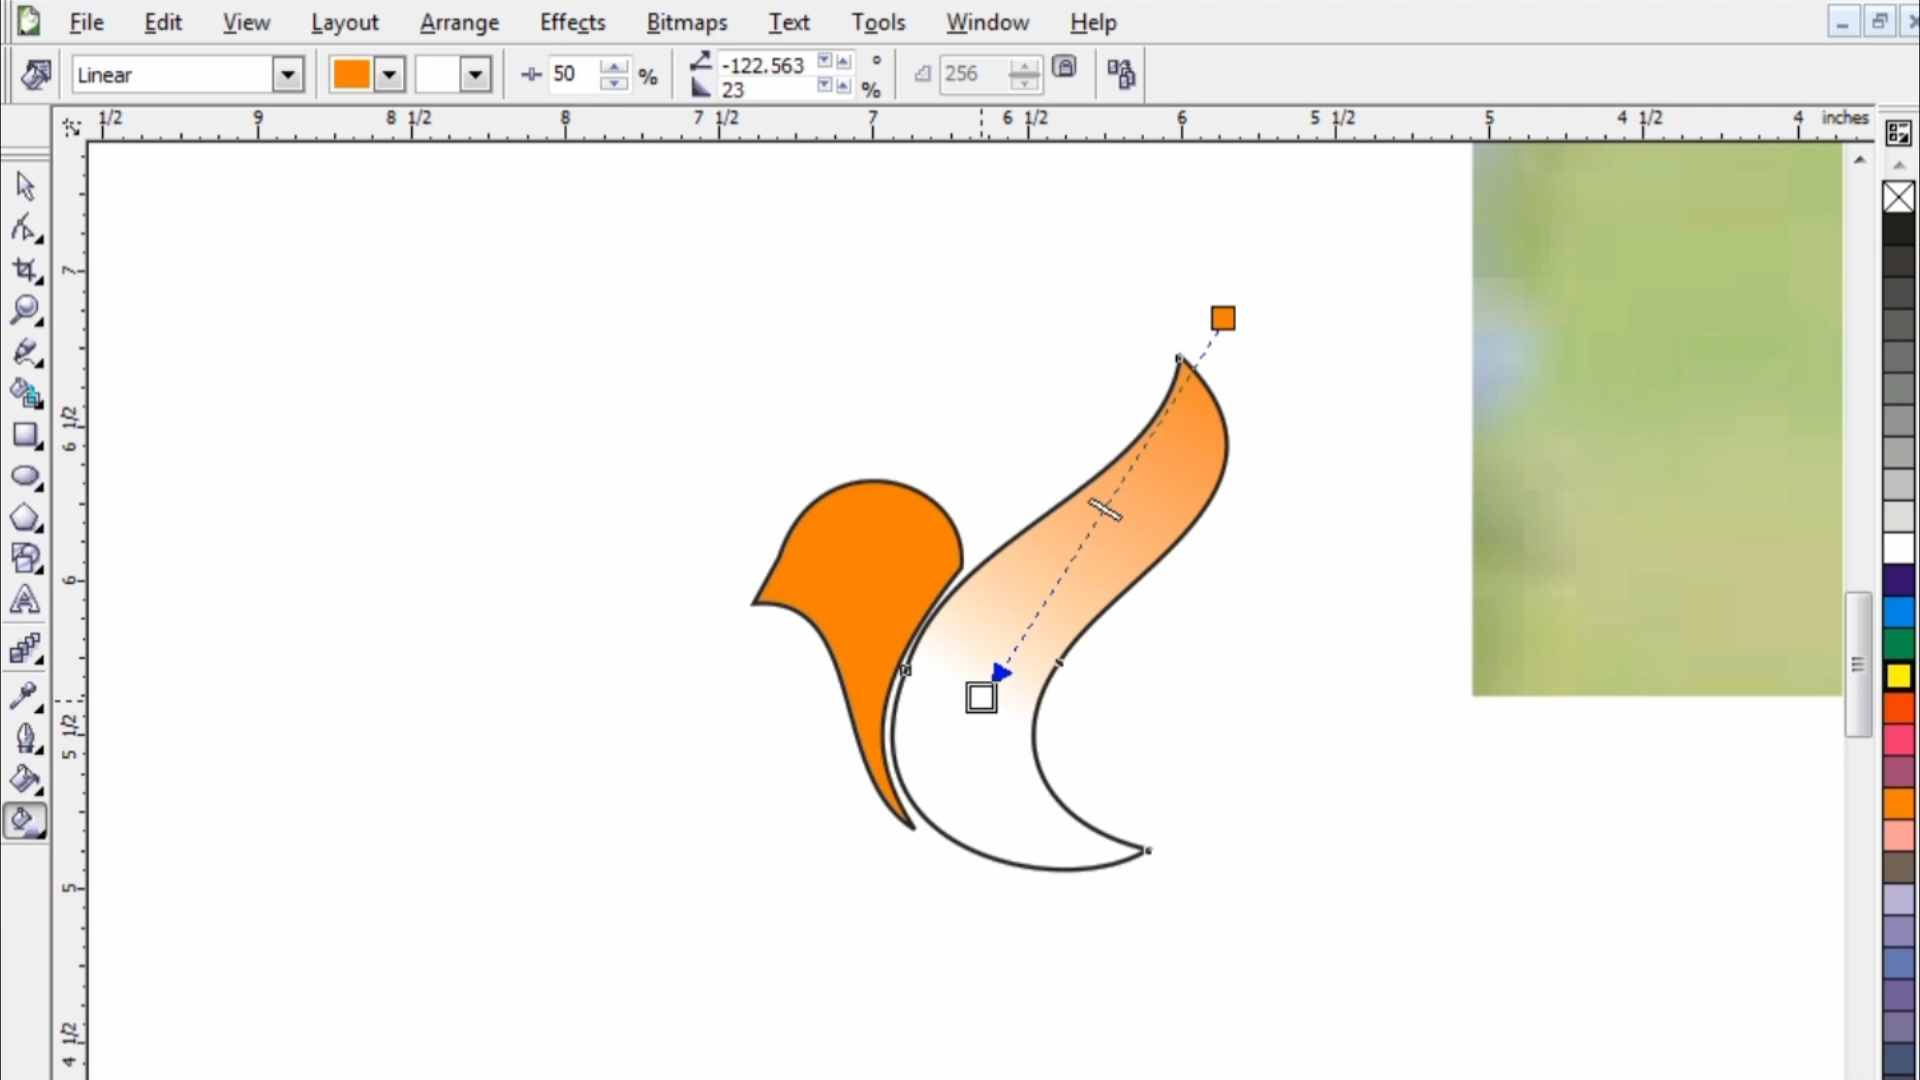 File Edit View Layout Arrange Effects Bitmaps Text Tools Window Help
Linear 50 % -122.563 °
23 % 256
1/2 9 8 1/2 8 7 1/2 7 6 1/2 6 5 1/2 5 4 1/2 4 inches
7
6 1/2
6
5 1/2
5
4 1/2